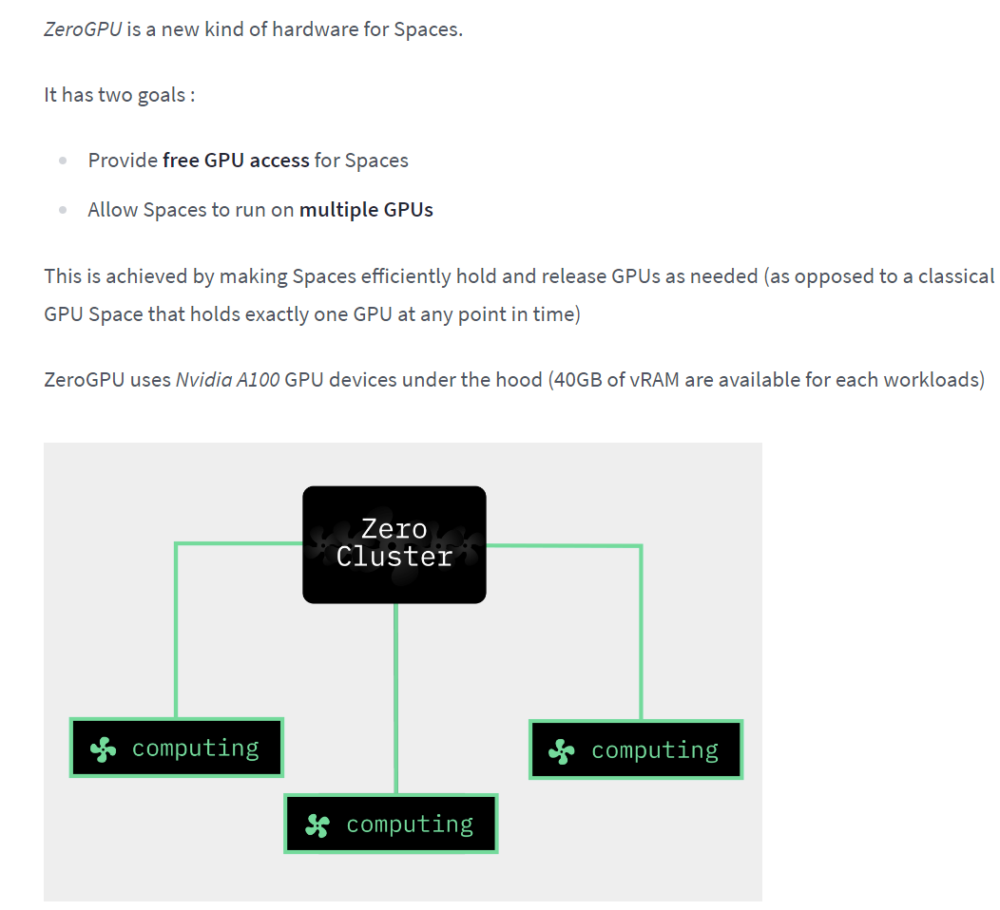 ZeroGPU is a new kind of hardware for Spaces.
It has two goals :
Provide free GPU access for Spaces
Allow Spaces to run on multiple GPUs
This is achieved by making Spaces efficiently hold and release GPUs as needed (as opposed to a classical
GPU Space that holds exactly one GPU at any point in time)
ZeroGPU uses Nvidia A100 GPU devices under the hood (40GB of vRAM are available for each workloads)
Zero
Cluster
computing
computing
computing